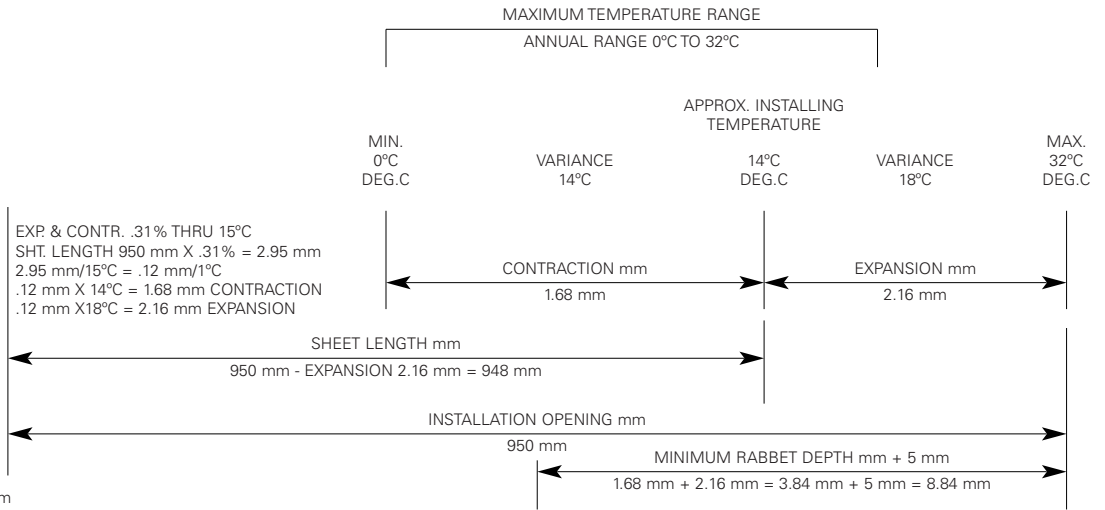 MAXIMUM TEMPERATURE RANGE
ANNUAL RANGE 0ºC TO 32ºC
APPROX. INSTALLING
TEMPERATURE
MIN.
0ºC
DEG.C
VARIANCE
14ºC
14ºC
DEG.C
VARIANCE
18ºC
MAX.
32ºC
DEG.C
EXP. & CONTR. .31% THRU 15ºC
SHT. LENGTH 950 mm X .31% = 2.95 mm
2.95 mm/15ºC = .12 mm/1ºC
.12 mm X 14ºC = 1.68 mm CONTRACTION
.12 mm X18ºC = 2.16 mm EXPANSION
CONTRACTION mm
1.68 mm
EXPANSION mm
2.16 mm
SHEET LENGTH mm
950 mm - EXPANSION 2.16 mm = 948 mm
INSTALLATION OPENING mm
950 mm
MINIMUM RABBET DEPTH mm + 5 mm
1.68 mm + 2.16 mm = 3.84 mm + 5 mm = 8.84 mm
m